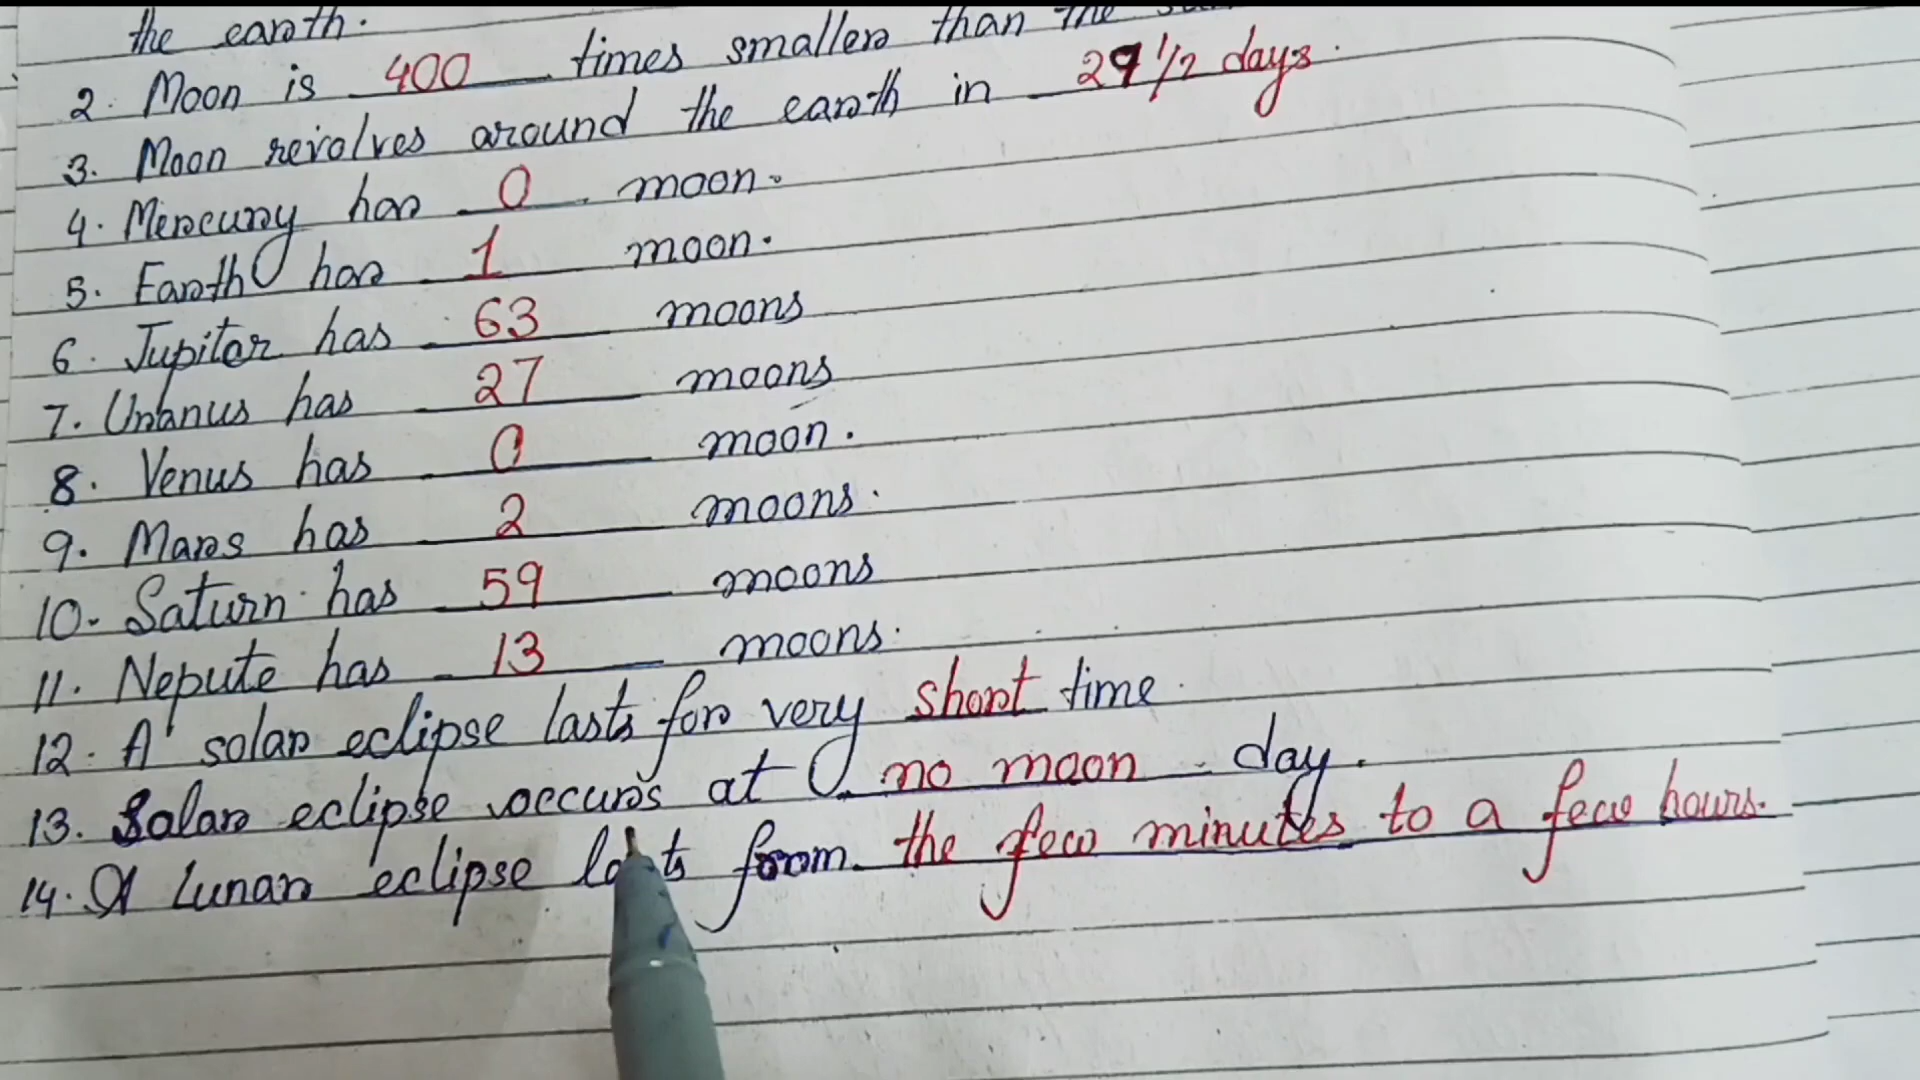 the earth.
2. Moon is 400 times smaller than the
3. Moon revolves around the earth in 29 1/2 days.
4. Mercury has 0 moon.
5. Earth has 1 moon.
6. Jupiter has 63 moons
7. Uranus has 27 moons
8. Venus has 0 moon.
9. Mars has 2 moons.
10. Saturn has 59 moons
11. Nepute has 13 moons.
12. A solar eclipse lasts for very short time.
13. Solar eclipse occurs at no moon day.
14. A Lunar eclipse lasts from the few minutes to a few hours.